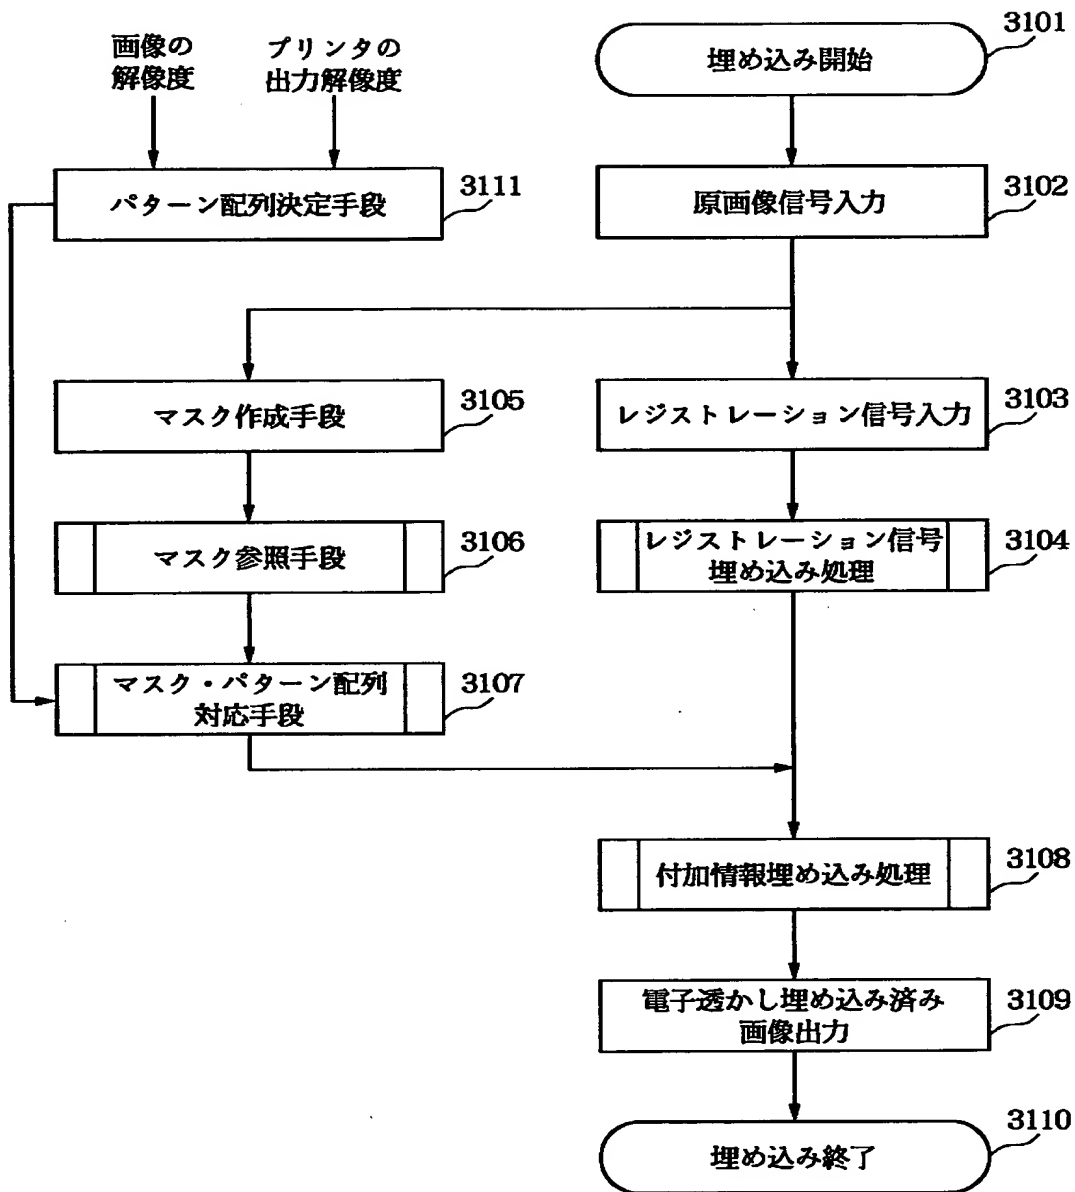 画像の
解像度
プリンタの
出力解像度
埋め込み開始
3101
パターン配列決定手段
3111
原画像信号入力
3102
マスク作成手段
3105
レジストレーション信号入力
3103
マスク参照手段
3106
レジストレーション信号
埋め込み処理
3104
マスク・パターン配列
対応手段
3107
付加情報埋め込み処理
3108
電子透かし埋め込み済み
画像出力
3109
埋め込み終了
3110